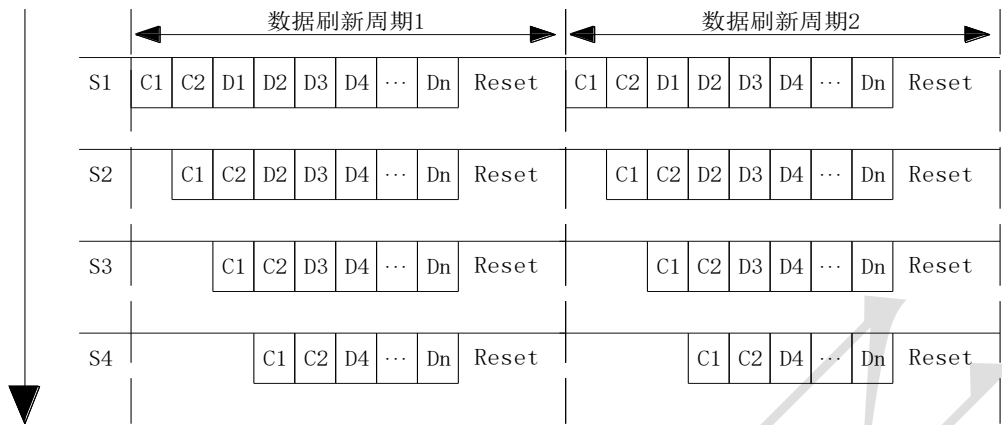 数据刷新周期1 数据刷新周期2
S1 C1 C2 D1 D2 D3 D4 … Dn Reset C1 C2 D1 D2 D3 D4 … Dn Reset
S2 C1 C2 D2 D3 D4 … Dn Reset C1 C2 D2 D3 D4 … Dn Reset
S3 C1 C2 D3 D4 … Dn Reset C1 C2 D3 D4 … Dn Reset
S4 C1 C2 D4 … Dn Reset C1 C2 D4 … Dn Reset